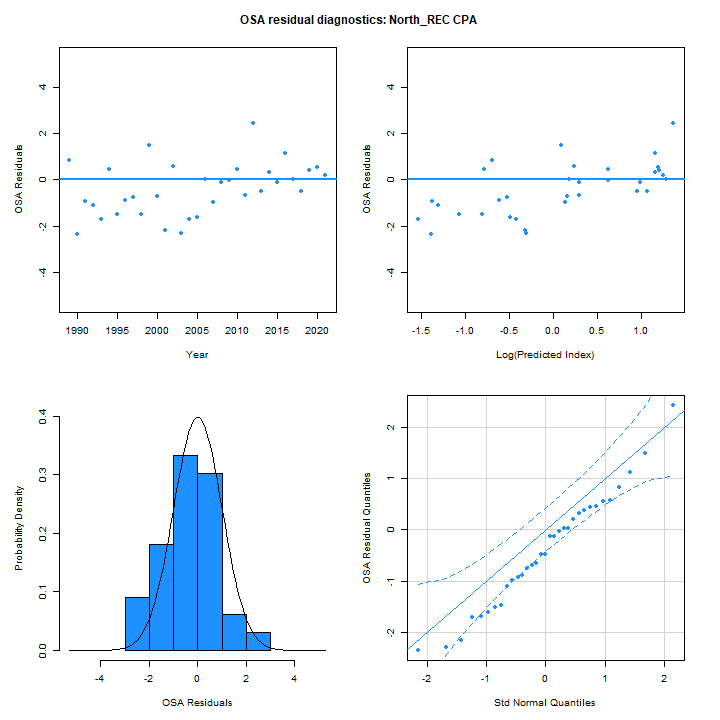 OSA residual diagnostics: North_REC CPA
OSA Residuals
4
2
0
-2
-4
1990 1995 2000 2005 2010 2015 2020
Year
OSA Residuals
4
2
0
-2
-4
-1.5 -1.0 -0.5 0.0 0.5 1.0
Log(Predicted Index)
Probability Density
0.4
0.3
0.2
0.1
0.0
-4 -2 0 2 4
OSA Residuals
OSA Residual Quantiles
2
1
0
-1
-2
-2 -1 0 1 2
Std Normal Quantiles